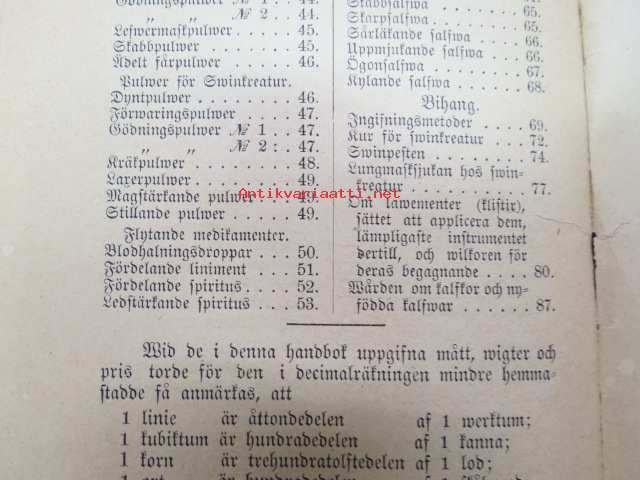 Gödningspulwer № 1 . . . 44.
„ „ № 2 . . . 44.
Lefwermaskpulwer . . . . . 45.
Skabbpulwer . . . . . . . 45.
Ädelt fårpulwer . . . . . 46.
Pulwer för Swinkreatur.
Dyntpulwer . . . . . . . . 46.
Förwaringspulwer . . . . 47.
Gödningspulwer № 1 . . . 47.
„ „ № 2 : . 47.
Kräkpulwer . . . . . . . 48.
Laxerpulwer . . . . . . . 49.
Magstärkande pulwer . . 49.
Stillande pulwer . . . . . 49.
Flytande medikamenter.
Blodhalningsdroppar . . . 50.
Fördelande liniment . . . 51.
Fördelande spiritus . . . . 52.
Ledstärkande spiritus . . . 53.
Skabbsalfwa . . . . . . . 65.
Skarpsalfwa . . . . . . . 65.
Särläkande salfwa . . . . 66.
Uppmjukande salfwa . . . 66.
Ögonsalfwa . . . . . . . 67.
Kylande salfwa . . . . . 68.
Bihang.
Ingifningsmetoder . . . . 69.
Kur för swinkreatur . . . 72.
Swinpesten . . . . . . . . 74.
Lungmasksjukan hos swin-
kreatur . . . . . . . . . 77.
Om lawementer (klistir),
sättet att applicera dem,
lämpligaste instrumentet
dertill, och wilkoren för
deras begagnande . . . . 80.
Wården om kalfkor och ny-
födda kalfwar . . . . . . 87.
Antikvariaatti.net
Wid de i denna handbok uppgifna mått, wigter och
pris torde för den i decimalräkningen mindre hemma-
stadde få anmärkas, att
1 linie är åttondedelen af 1 werktum;
1 kubiktum är hundradedelen af 1 kanna;
1 korn är trehundratolftedelen af 1 lod;